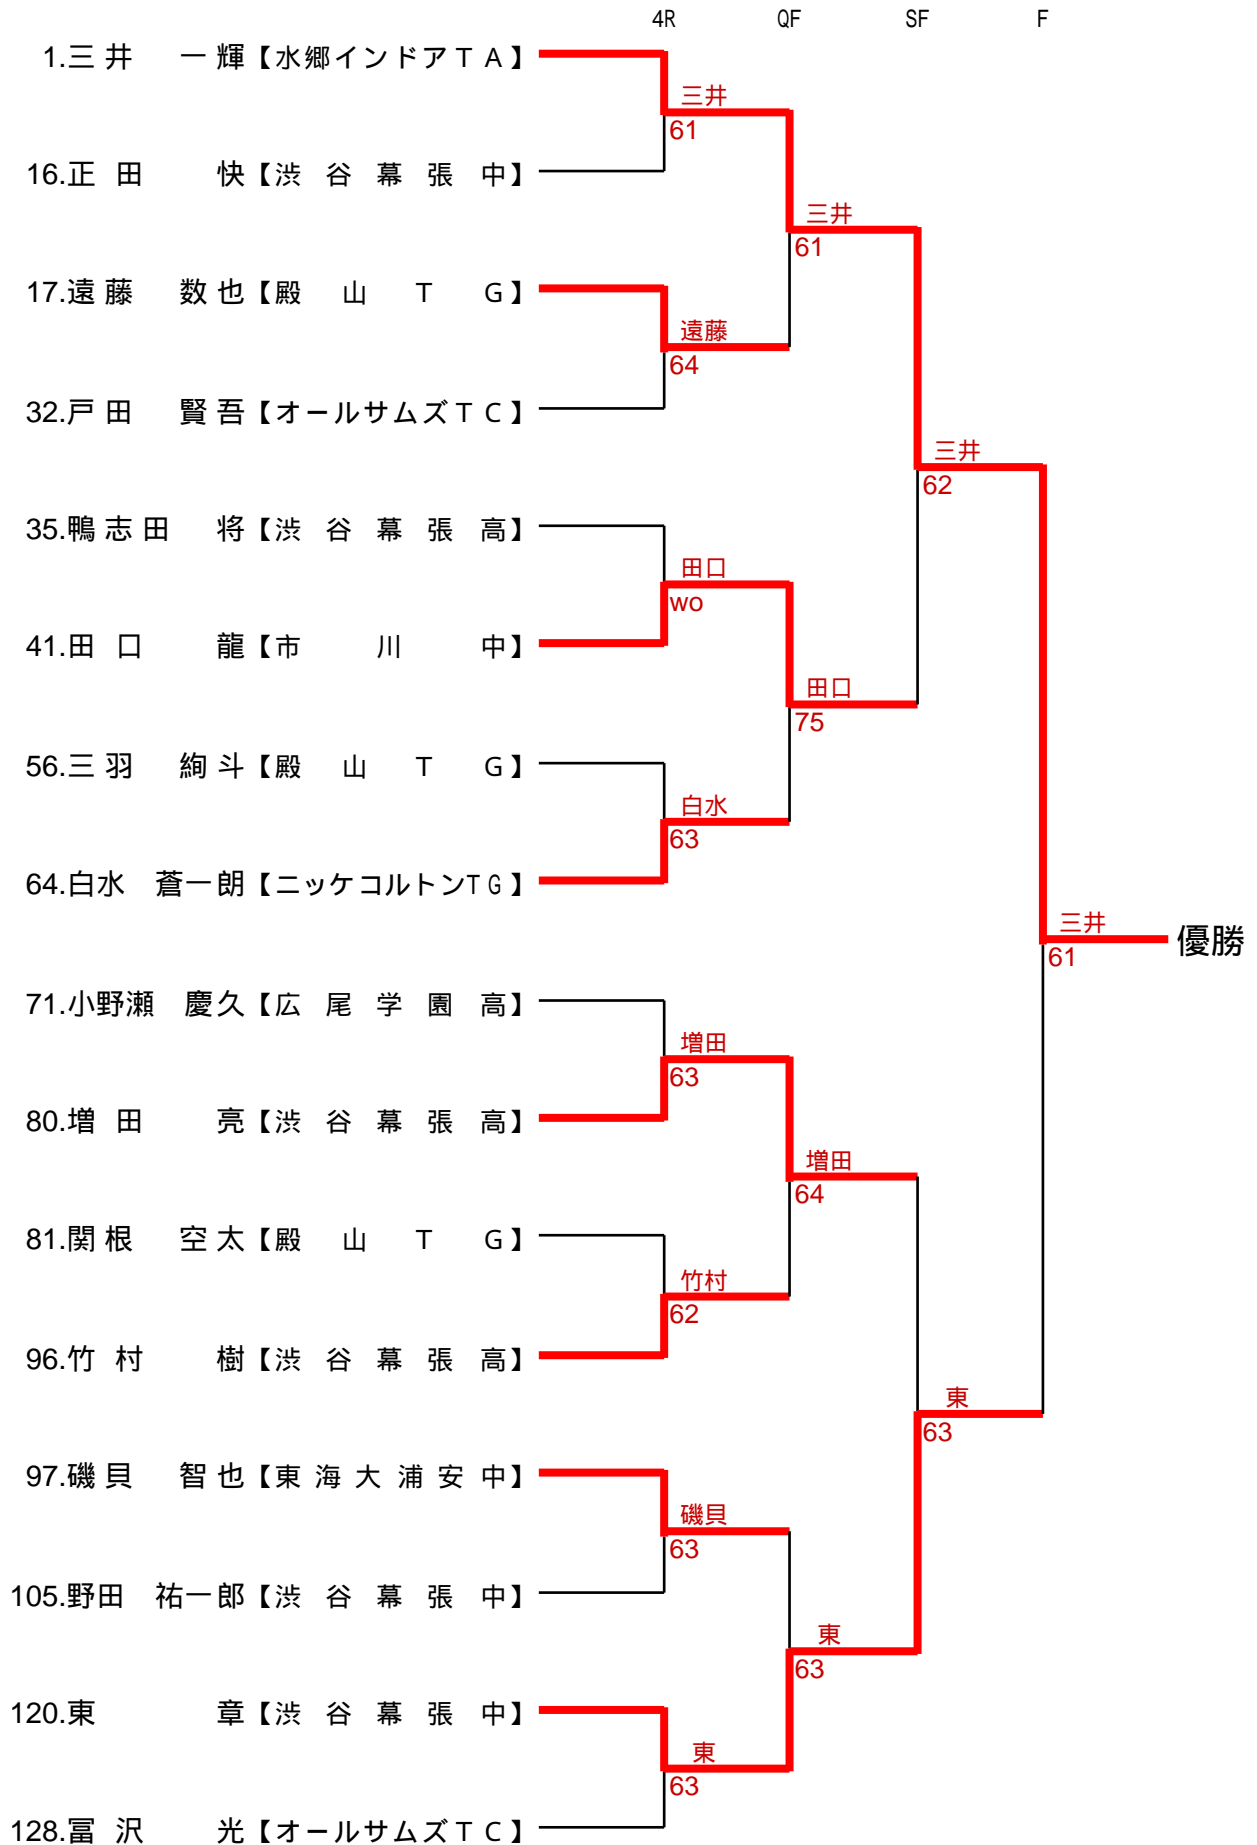 4R QF SF F
1.三井 一輝【水郷インドアＴＡ】
三井
61
16.正田 快【渋谷幕張中】
三井
61
17.遠藤 数也【殿山ＴＧ】
遠藤
64
32.戸田 賢吾【オールサムズＴＣ】
三井
62
35.鴨志田 将【渋谷幕張高】
田口
wo
41.田口 龍【市川中】
田口
75
56.三羽 絢斗【殿山ＴＧ】
白水
63
64.白水 蒼一朗【ニッケコルトンTG】
三井
61
優勝
71.小野瀬 慶久【広尾学園高】
増田
63
80.増田 亮【渋谷幕張高】
増田
64
81.関根 空太【殿山ＴＧ】
竹村
62
96.竹村 樹【渋谷幕張高】
東
63
97.磯貝 智也【東海大浦安中】
磯貝
63
105.野田 祐一郎【渋谷幕張中】
東
63
120.東 章【渋谷幕張中】
東
63
128.冨沢 光【オールサムズＴＣ】